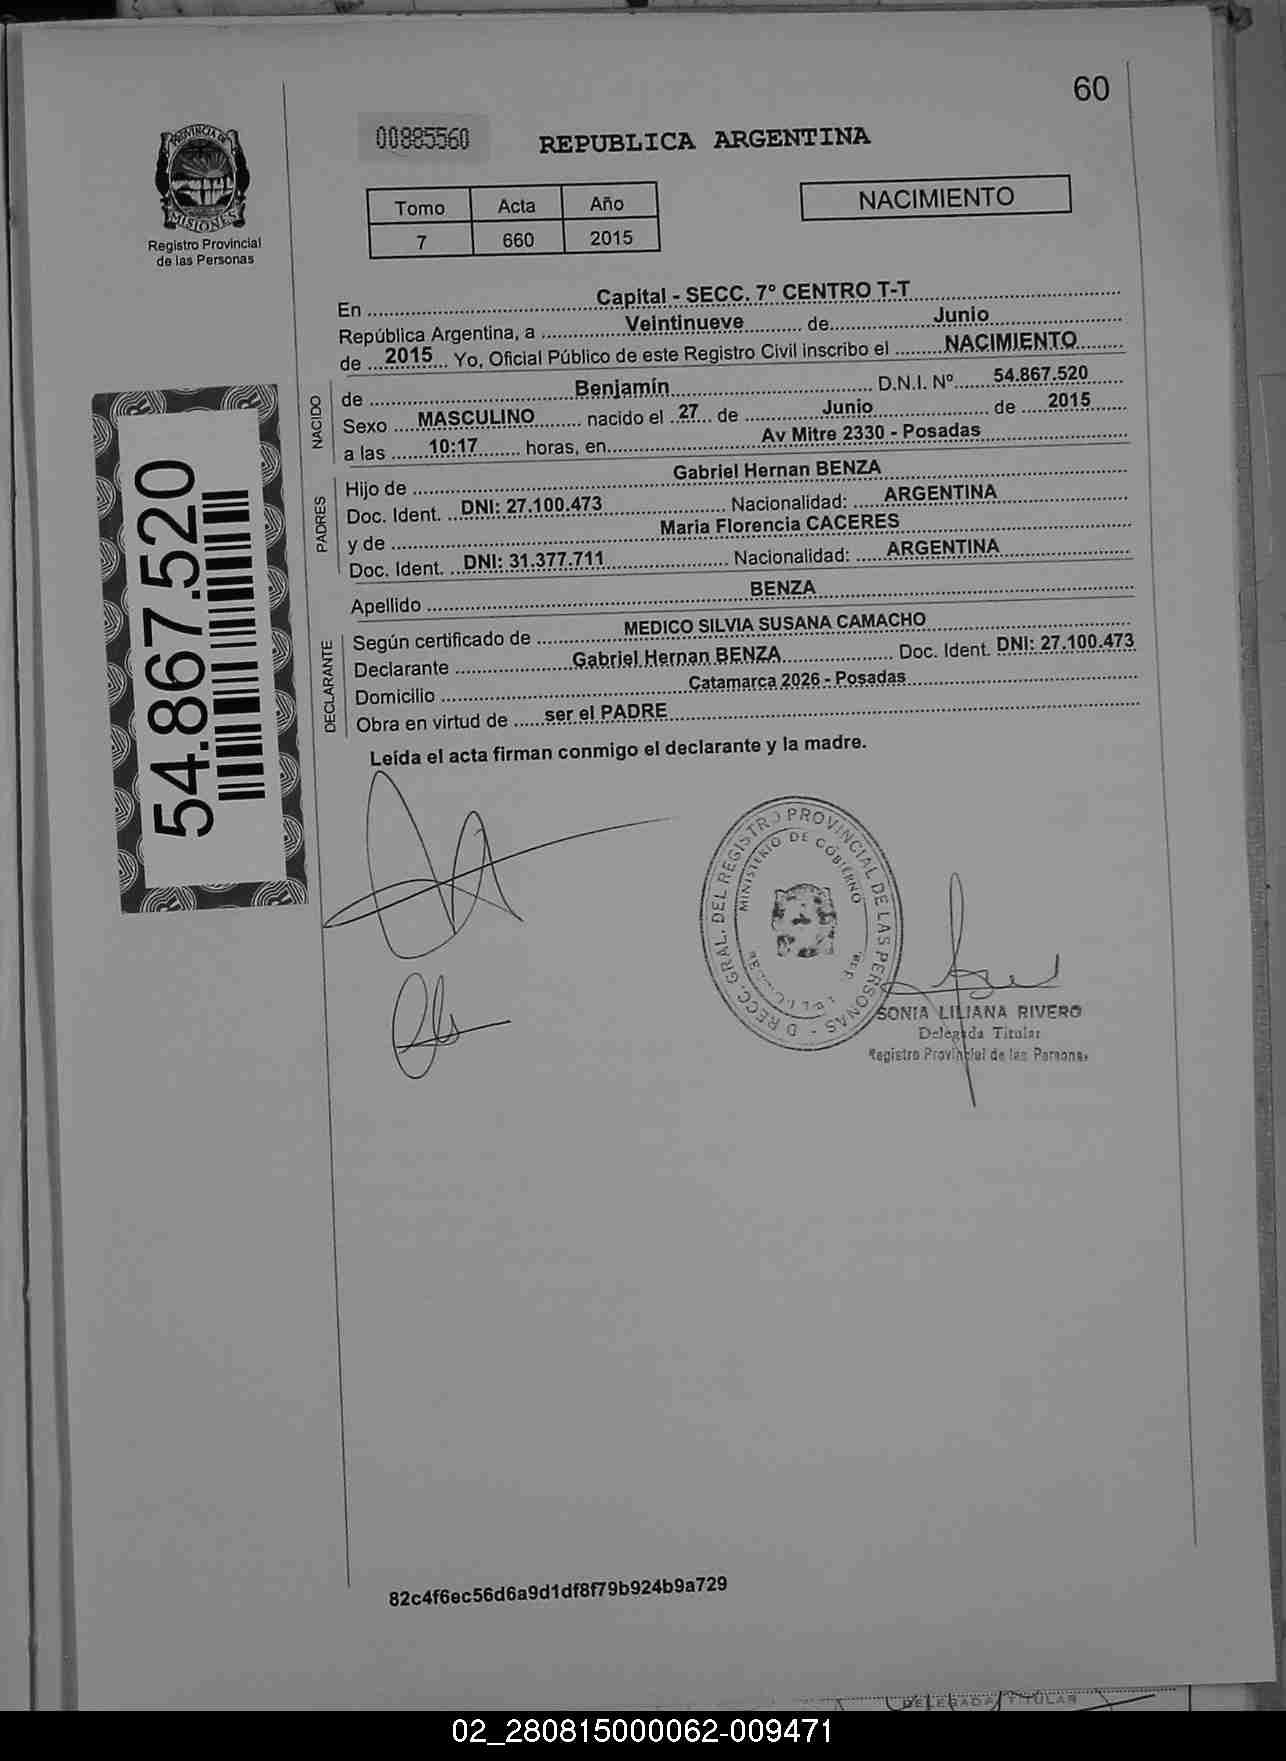 60
PROVINCIA DE
MISIONES
Registro Provincial
de las Personas
00885560
REPUBLICA ARGENTINA
Tomo Acta Año
7 660 2015
NACIMIENTO
En Capital - SECC. 7° CENTRO T-T
República Argentina, a Veintinueve de Junio
de 2015 Yo, Oficial Público de este Registro Civil inscribo el NACIMIENTO
NACIDO
de Benjamín D.N.I. Nº 54.867.520
Sexo MASCULINO nacido el 27 de Junio de 2015
a las 10:17 horas, en Av Mitre 2330 - Posadas
PADRES
Hijo de Gabriel Hernan BENZA
Doc. Ident. DNI: 27.100.473 Nacionalidad: ARGENTINA
y de Maria Florencia CACERES
Doc. Ident. DNI: 31.377.711 Nacionalidad: ARGENTINA
Apellido BENZA
DECLARANTE
Según certificado de MEDICO SILVIA SUSANA CAMACHO
Declarante Gabriel Hernan BENZA Doc. Ident. DNI: 27.100.473
Domicilio Catamarca 2026 - Posadas
Obra en virtud de ser el PADRE
Leída el acta firman conmigo el declarante y la madre.
54.867.520
DRECC. GRAL. DEL REGISTRO PROVINCIAL DE LAS PERSONAS -
MINISTERIO DE GOBIERNO
SONIA LILIANA RIVERO
Delegada Titular
Registro Provincial de las Personas
82c4f6ec56d6a9d1df8f79b924b9a729
DELEGADA TITULAR
02_280815000062-009471